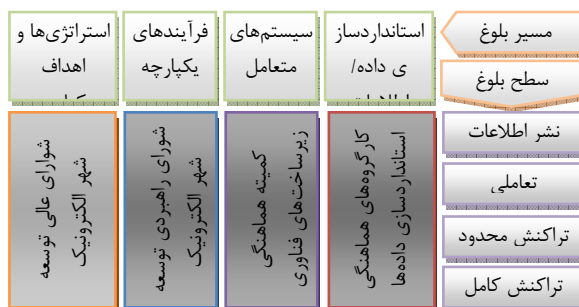 مسیر بلوغ
سطح بلوغ
استانداردساز
ی داده/
اطلاعات
سیستم‌های
متعامل
فرآیندهای
یکپارچه
استراتژی‌ها و
اهداف
نشر اطلاعات
تعاملی
تراکنش محدود
تراکنش کامل
کارگروه‌های هماهنگی
استانداردسازی داده‌ها
کمیته هماهنگی
زیرساخت‌های فناوری
شورای راهبردی توسعه
شهر الکترونیک
شوارای عالی توسعه
شهر الکترونیک